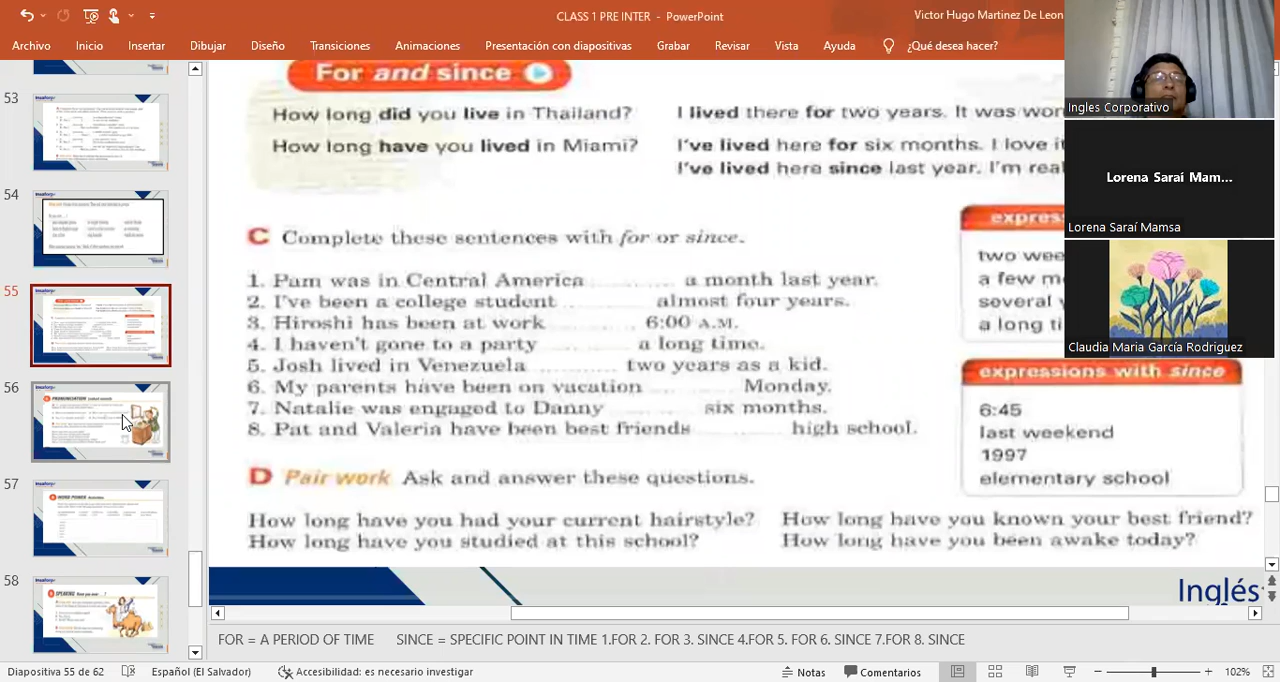 CLASS 1 PRE INTER - PowerPoint
Victor Hugo Martinez De Leon
Archivo Inicio Insertar Dibujar Diseño Transiciones Animaciones Presentación con diapositivas Grabar Revisar Vista Ayuda ¿Qué desea hacer?
Ingles Corporativo
Lorena Saraí Mam...
Lorena Saraí Mamsa
Claudia Maria García Rodriguez
53
54
55
56
57
58
For and since
How long did you live in Thailand? I lived there for two years. It was
How long have you lived in Miami? I've lived here for six months. I love
I've lived here since last year. I'm
C Complete these sentences with for or since.
1. Pam was in Central America .......... a month last year.
2. I've been a college student .......... almost four years.
3. Hiroshi has been at work .......... 6:00 A.M.
4. I haven't gone to a party .......... a long time.
5. Josh lived in Venezuela .......... two years as a kid.
6. My parents have been on vacation .......... Monday.
7. Natalie was engaged to Danny .......... six months.
8. Pat and Valeria have been best friends .......... high school.
two
a few
several
a long
expressions with since
6:45
last weekend
1997
elementary school
D Pair work Ask and answer these questions.
How long have you had your current hairstyle? How long have you known your best friend?
How long have you studied at this school? How long have you been awake today?
Inglés
FOR = A PERIOD OF TIME SINCE = SPECIFIC POINT IN TIME 1.FOR 2. FOR 3. SINCE 4.FOR 5. FOR 6. SINCE 7.FOR 8. SINCE
Diapositiva 55 de 62 Español (El Salvador) Accesibilidad: es necesario investigar Notas Comentarios 102%